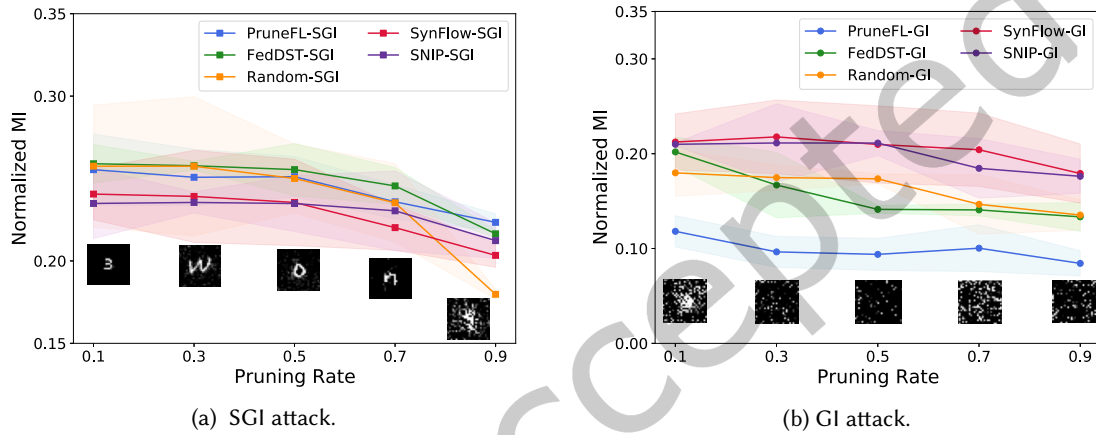 0.35
0.30
0.20
0.15
Normalized MI
PruneFL-SGI
FedDST-SGI
Random-SGI
SynFlow-SGI
SNIP-SGI
3
W
0
n
0.1 0.3 0.5 0.7 0.9
Pruning Rate
(a) SGI attack.
0.35
0.30
0.20
0.10
0.00
Normalized MI
PruneFL-GI
FedDST-GI
Random-GI
SynFlow-GI
SNIP-GI
0.1 0.3 0.5 0.7 0.9
Pruning Rate
(b) GI attack.
ccepted